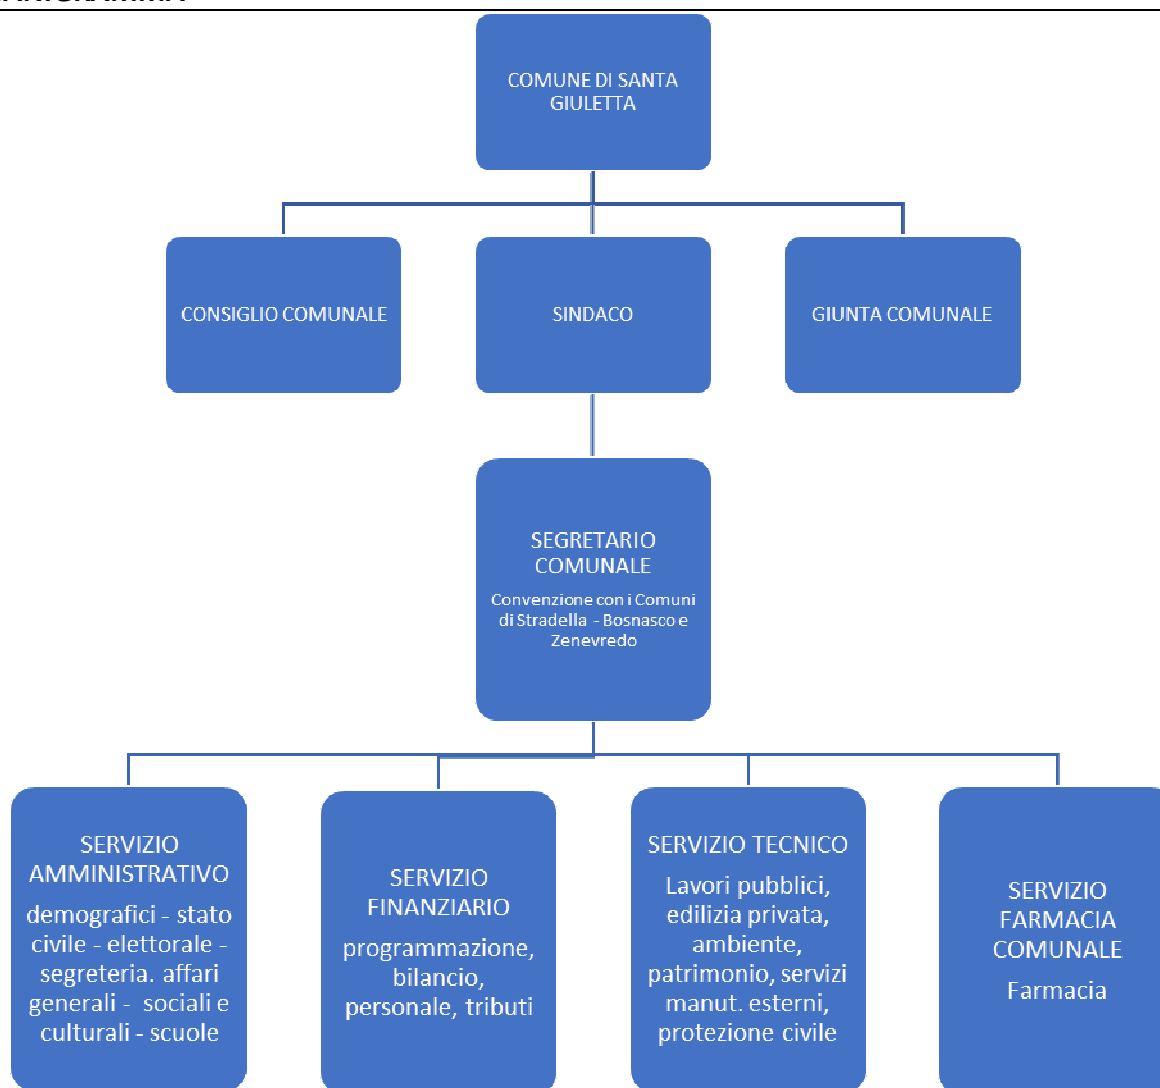 COMUNE DI SANTA
GIULETTA
CONSIGLIO COMUNALE
SINDACO
GIUNTA COMUNALE
SEGRETARIO
COMUNALE
Convenzione con i Comuni
di Stradella - Bosnasco e
Zenevredo
SERVIZIO
AMMINISTRATIVO
demografici - stato
civile - elettorale -
segreteria. affari
generali - sociali e
culturali - scuole
SERVIZIO
FINANZIARIO
programmazione,
bilancio,
personale, tributi
SERVIZIO TECNICO
Lavori pubblici,
edilizia privata,
ambiente,
patrimonio, servizi
manut. esterni,
protezione civile
SERVIZIO
FARMACIA
COMUNALE
Farmacia